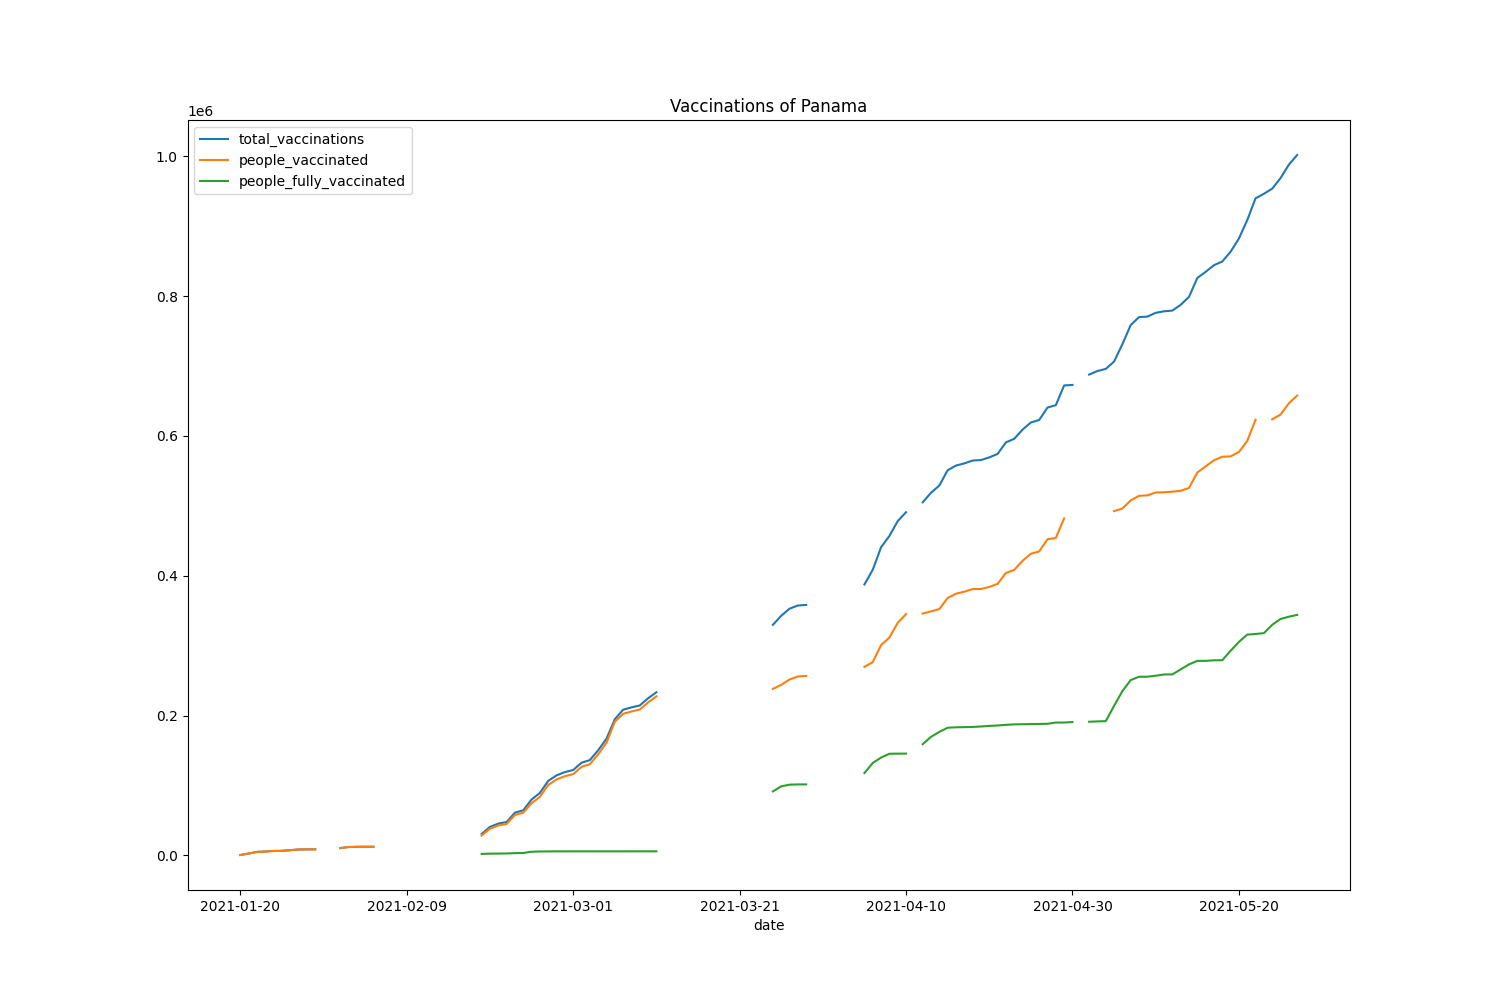 Vaccinations of Panama
1e6
total_vaccinations
people_vaccinated
people_fully_vaccinated
1.0
0.8
0.6
0.4
0.2
0.0
2021-01-20 2021-02-09 2021-03-01 2021-03-21 2021-04-10 2021-04-30 2021-05-20
date